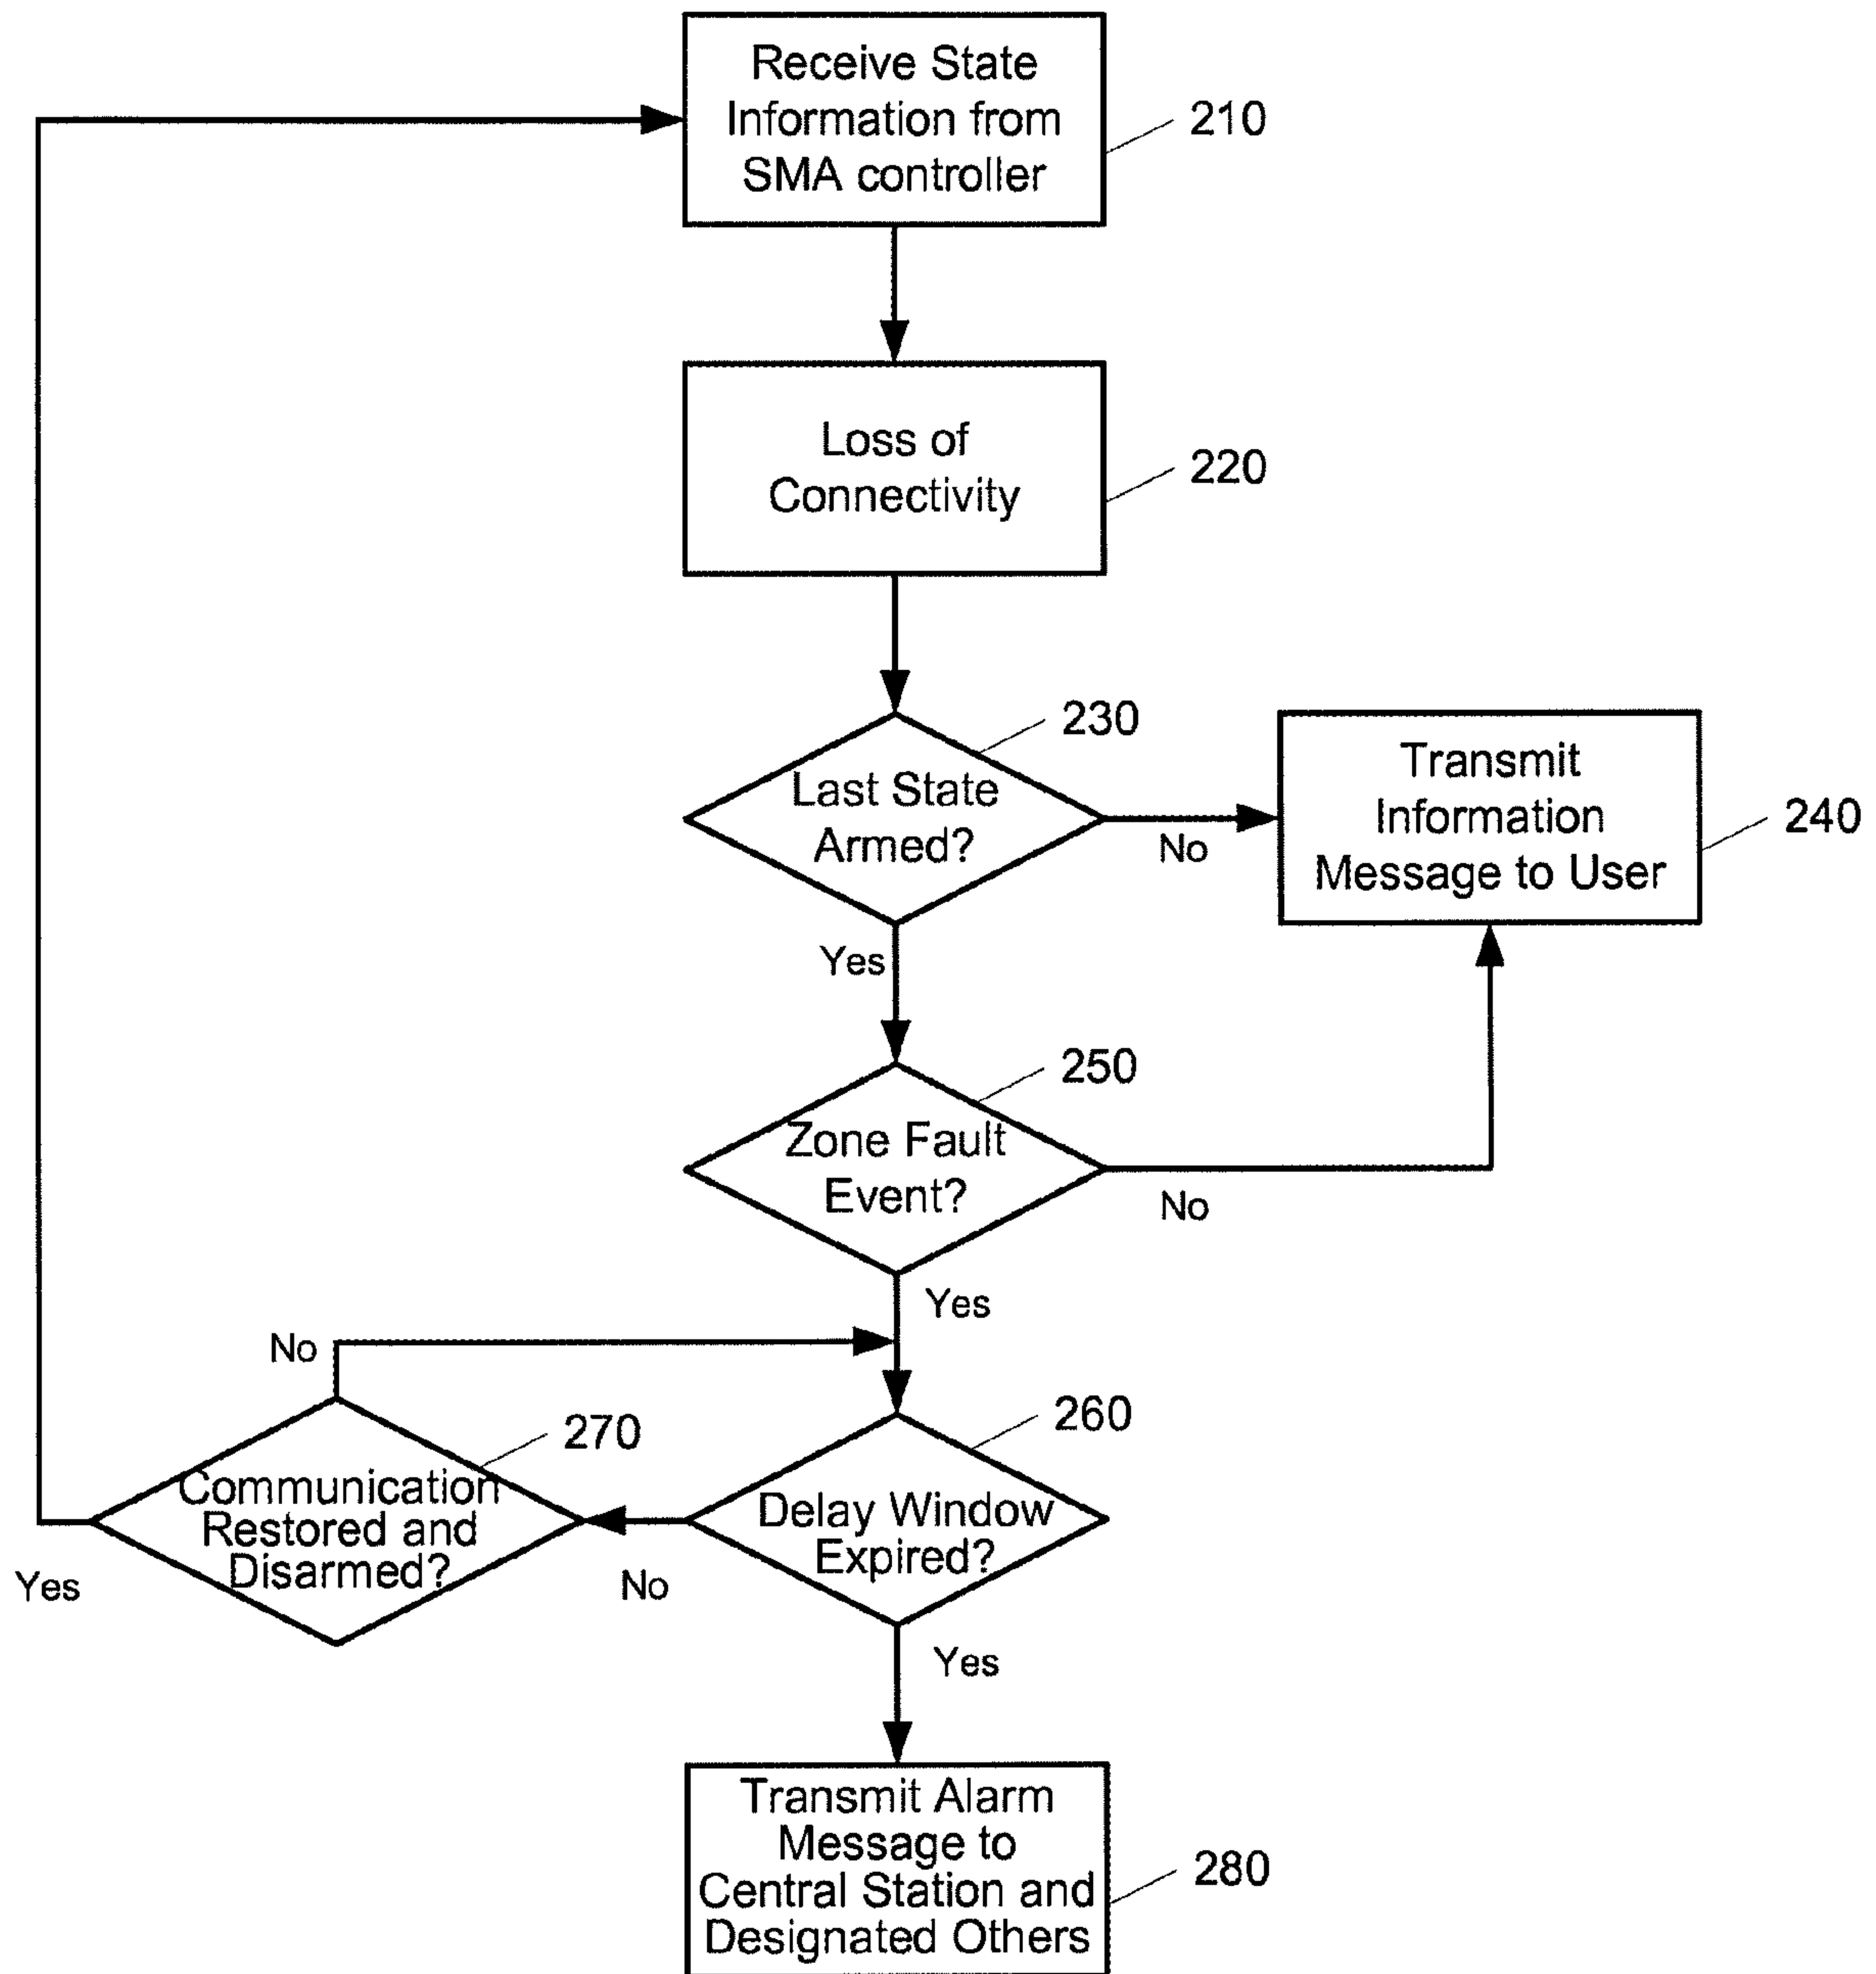 Receive State
Information from
SMA controller
210
Loss of
Connectivity
220
230
Last State
Armed?
No
Transmit
Information
Message to User
240
Yes
250
Zone Fault
Event?
No
Yes
No
270
Communication
Restored and
Disarmed?
Yes
260
Delay Window
Expired?
No
Yes
Transmit Alarm
Message to
Central Station and
Designated Others
280